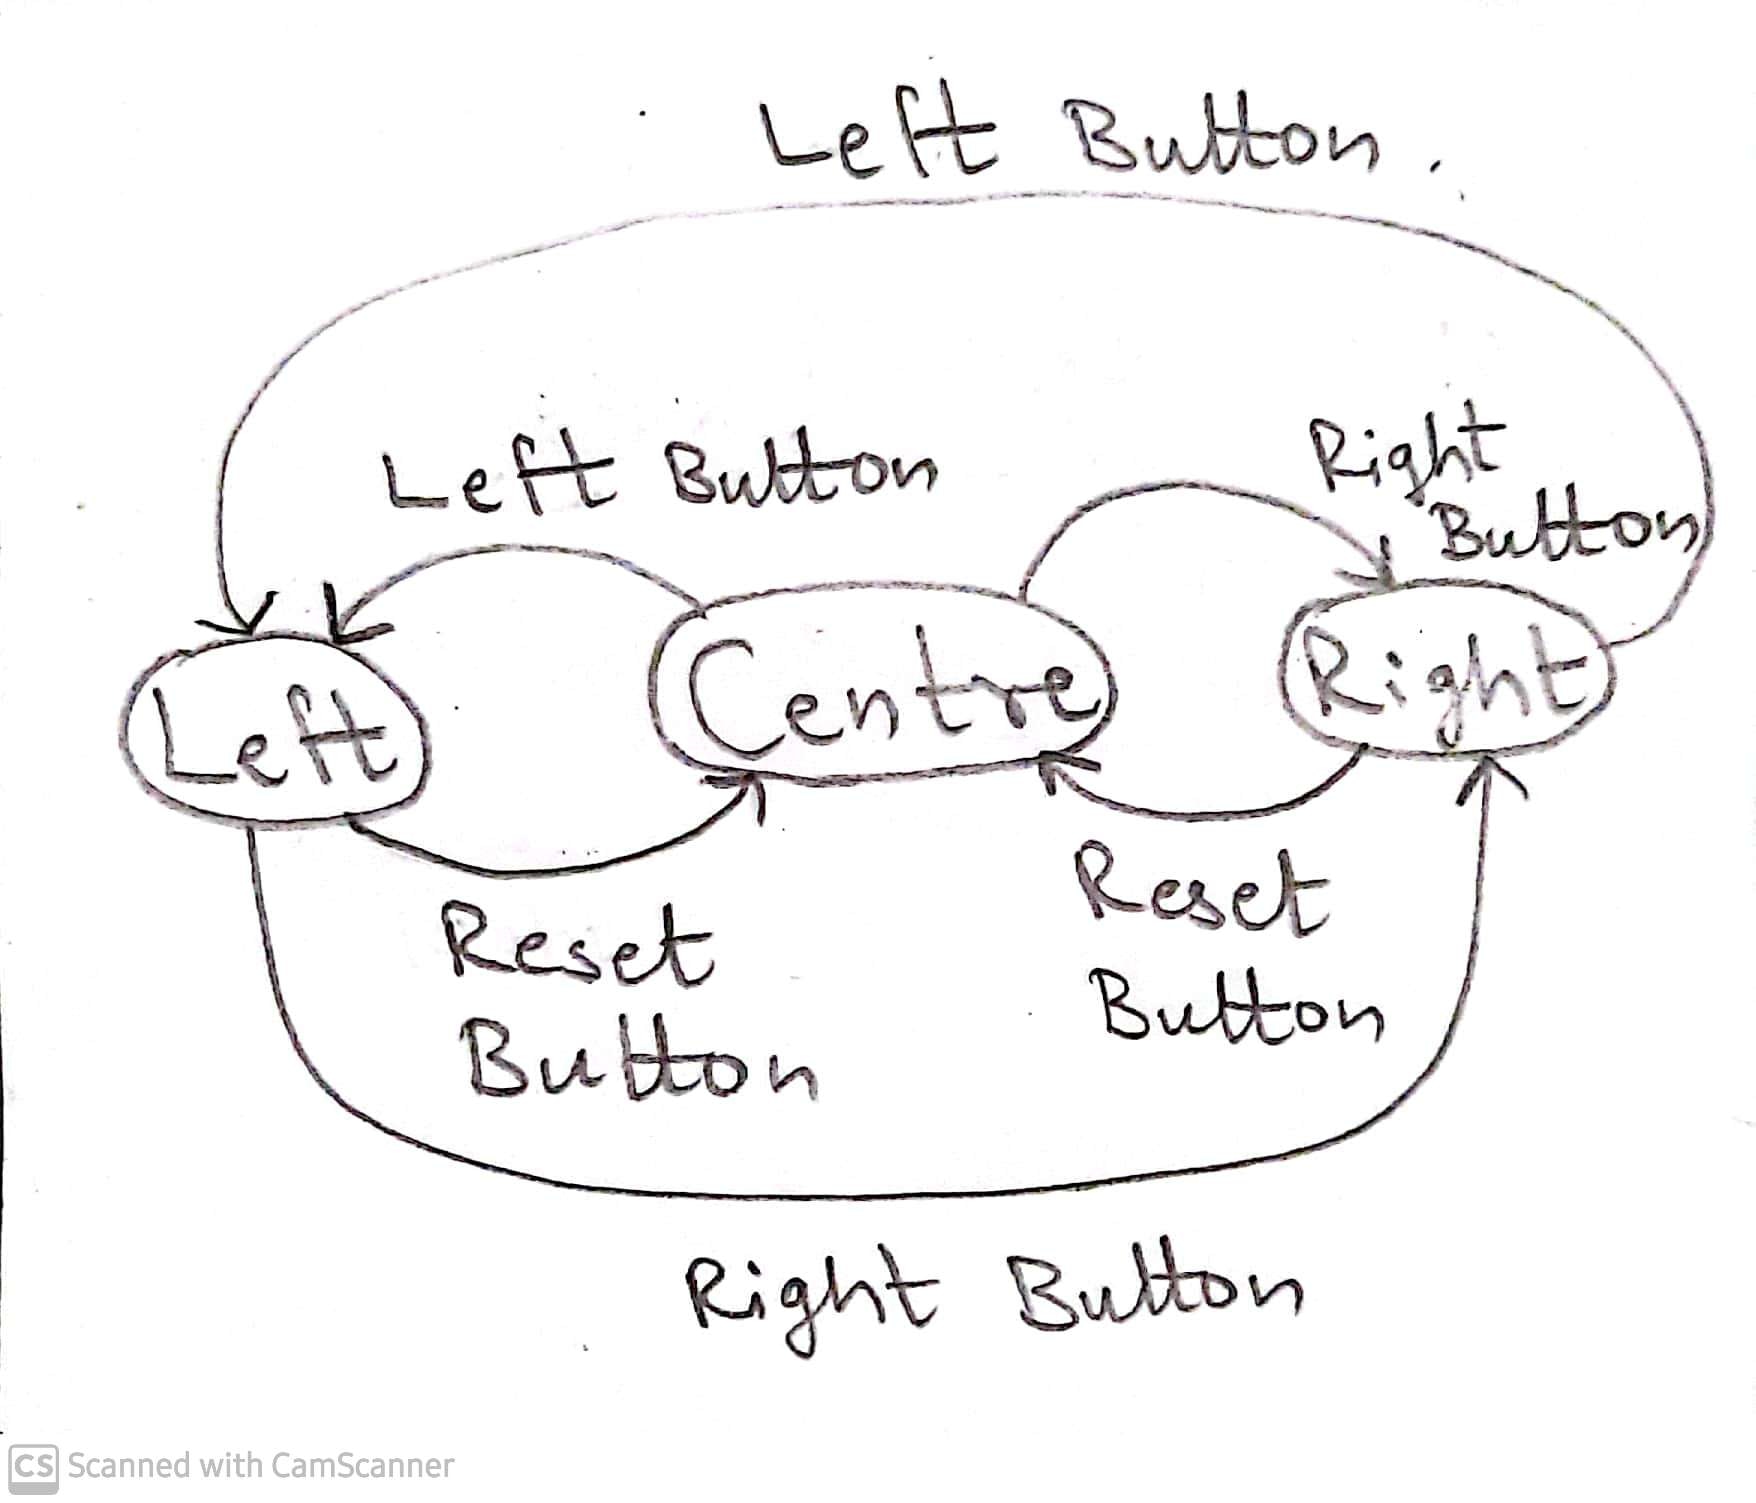 Left Button.
Left Button
Right
Button
Left
Centre
Right
Reset
Button
Reset
Button
Right Button
CS Scanned with CamScanner